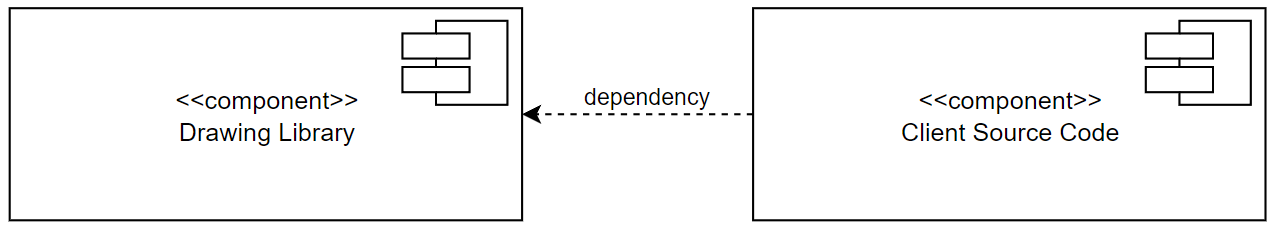 <<component>>
Drawing Library
dependency
<<component>>
Client Source Code